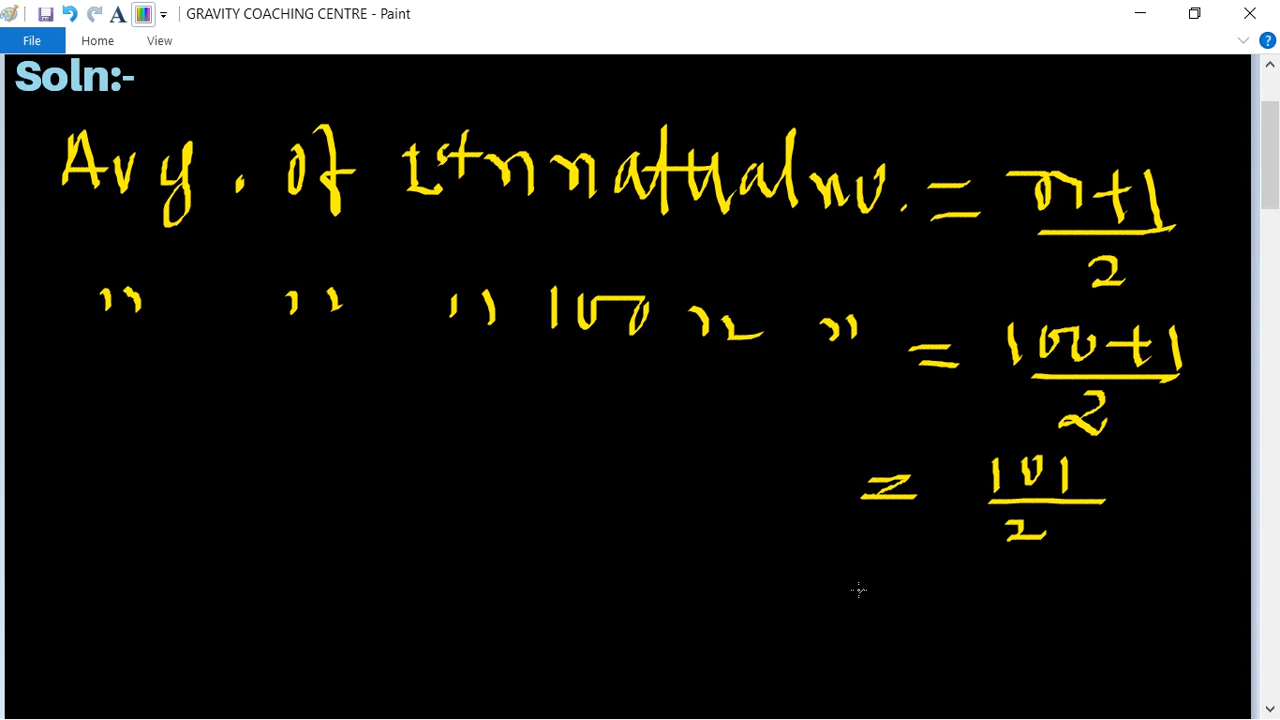 GRAVITY COACHING CENTRE - Paint
File Home View
Soln:-
Avg. of 1st n natural no. = n+1/2
" " " 100 " " = 100+1/2
= 101/2